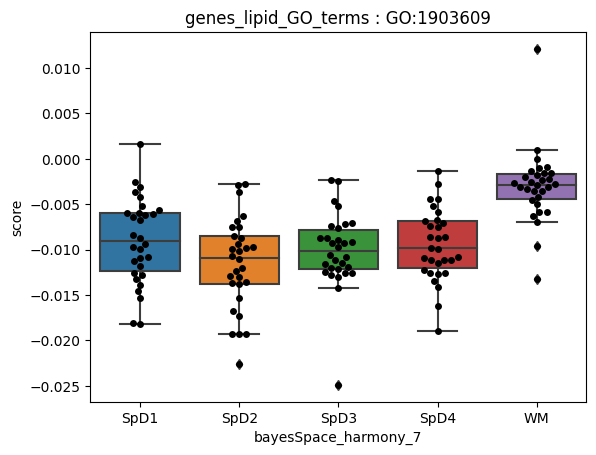 genes_lipid_GO_terms : GO:1903609
0.010
0.005
0.000
−0.005
−0.010
−0.015
−0.020
−0.025
score
SpD1 SpD2 SpD3 SpD4 WM
bayesSpace_harmony_7